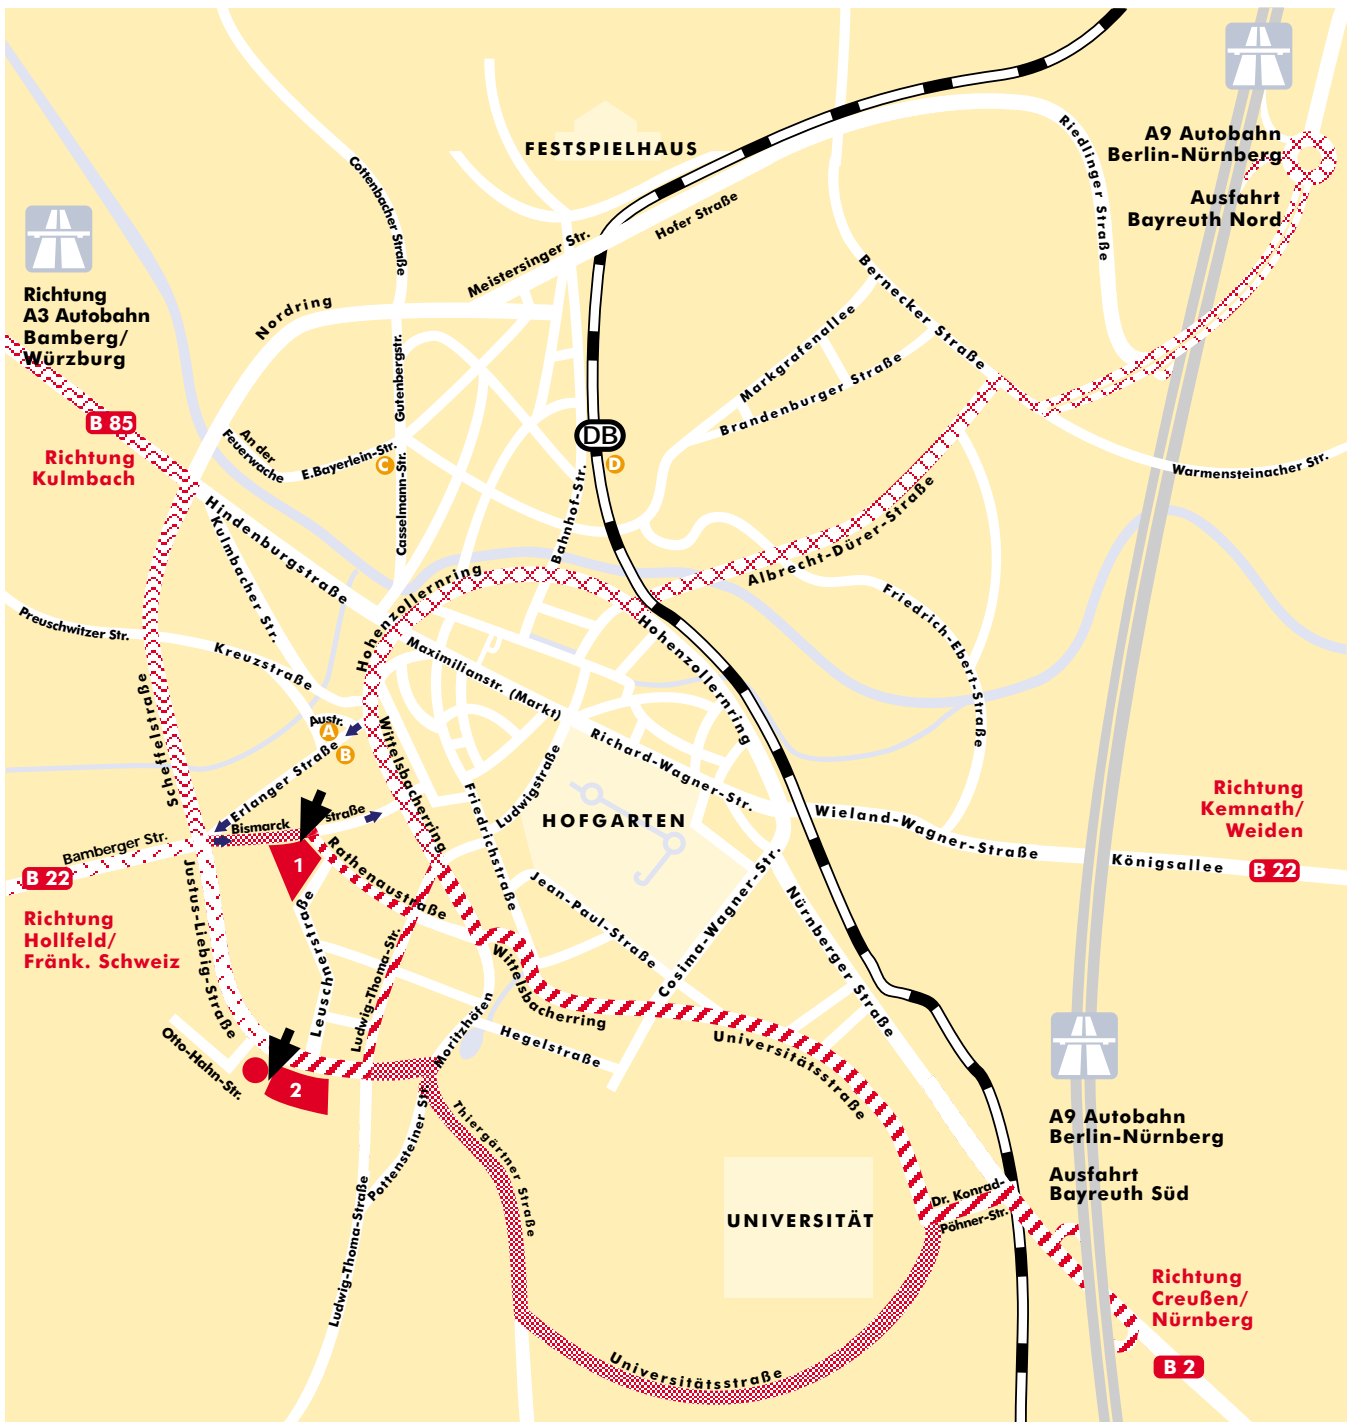 FESTSPIELHAUS
A9 Autobahn
Berlin-Nürnberg
Ausfahrt
Bayreuth Nord
Riedlinger Straße
Cottenbacher Straße
Hofer Straße
Meistersinger Str.
Nordring
Richtung
A3 Autobahn
Bamberg/
Würzburg
B 85
Richtung
Kulmbach
Bernecker Straße
Markgrafenallee
Brandenburger Straße
Gutenbergstr.
An der
Feuerwache
E.Bayerlein-Str.
C
Casselmann-Str.
DB
D
Bahnhof-Str.
Warmensteinacher Str.
Albrecht-Dürer-Straße
Hindenburgstraße
Kulmbacher Str.
Hohenzollernring
Hohenzollernring
Friedrich-Ebert-Straße
Preuschwitzer Str.
Kreuzstraße
Maximilianstr. (Markt)
Scheffelstraße
Austr.
A
B
Erlanger Straße
Wittelsbacherring
Richard-Wagner-Str.
Ludwigstraße
Friedrichstraße
HOFGARTEN
Wieland-Wagner-Straße
Königsallee
Richtung
Kemnath/
Weiden
B 22
Bismarck
straße
Bamberger Str.
B 22
Richtung
Hollfeld/
Fränk. Schweiz
1
Rathenaustraße
Justus-Liebig-Straße
Leuschnerstraße
Ludwig-Thoma-Str.
Jean-Paul-Straße
Cosima-Wagner-Str.
Nürnberger Straße
Wittelsbacherring
Moritzhöfen
Hegelstraße
Universitätsstraße
Otto-Hahn-Str.
2
Thiergärtner Straße
Pottensteiner Str.
Ludwig-Thoma-Straße
UNIVERSITÄT
Dr. Konrad-
Pöhner-Str.
A9 Autobahn
Berlin-Nürnberg
Ausfahrt
Bayreuth Süd
Richtung
Creußen/
Nürnberg
B 2
Universitätsstraße